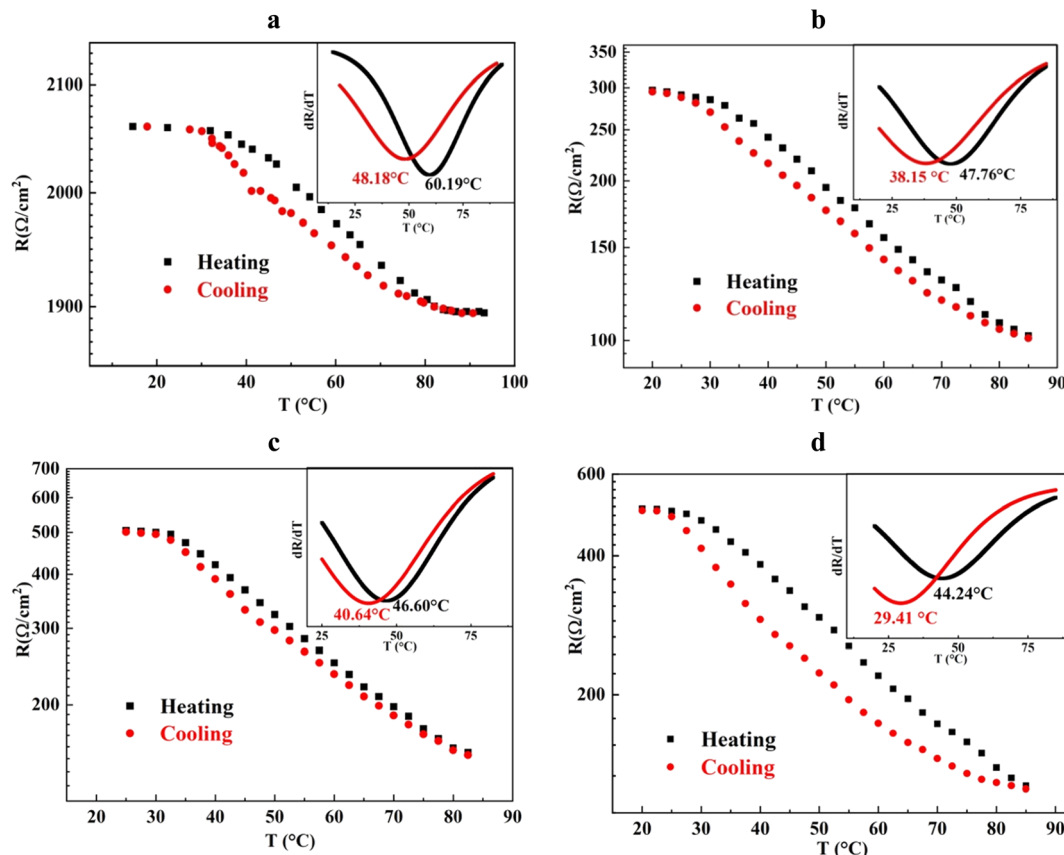 a
2100
2000
1900
R(Ω/cm²)
20 40 60 80 100
T (°C)
Heating
Cooling
dR/dT
48.18°C
60.19°C
25 50 75
T (°C)
b
350
300
250
200
150
100
R(Ω/cm²)
20 30 40 50 60 70 80 90
T (°C)
Heating
Cooling
dR/dT
38.15 °C
47.76°C
25 50 75
T (°C)
c
700
600
500
400
300
200
R(Ω/cm²)
20 30 40 50 60 70 80 90
T (°C)
Heating
Cooling
dR/dT
40.64°C
46.60°C
25 50 75
T (°C)
d
600
400
200
R(Ω/cm²)
20 30 40 50 60 70 80 90
T (°C)
Heating
Cooling
dR/dT
29.41 °C
44.24°C
25 50 75
T (°C)